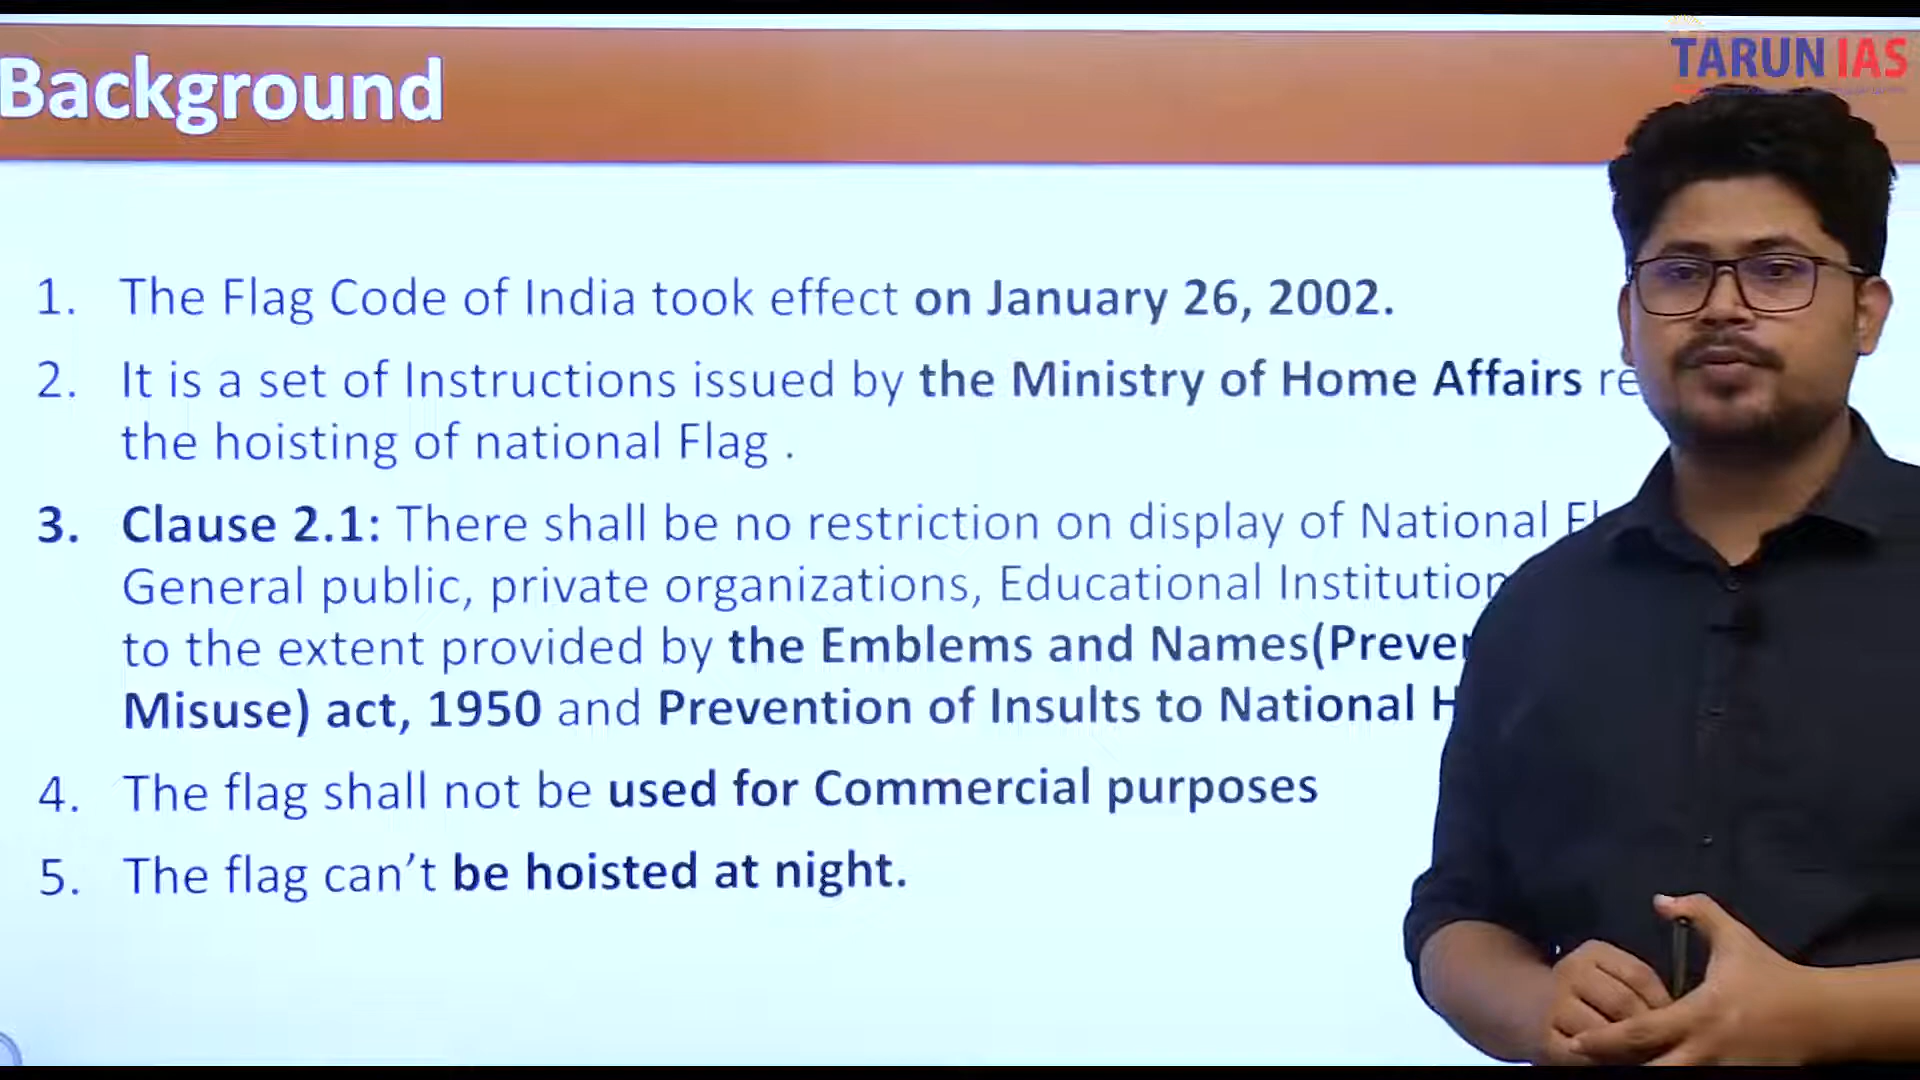 TARUN IAS
Background
1. The Flag Code of India took effect on January 26, 2002.
2. It is a set of Instructions issued by the Ministry of Home Affairs
the hoisting of national Flag .
3. Clause 2.1: There shall be no restriction on display of National
General public, private organizations, Educational
to the extent provided by the Emblems and Names(
Misuse) act, 1950 and Prevention of Insults to National
4. The flag shall not be used for Commercial purposes
5. The flag can’t be hoisted at night.